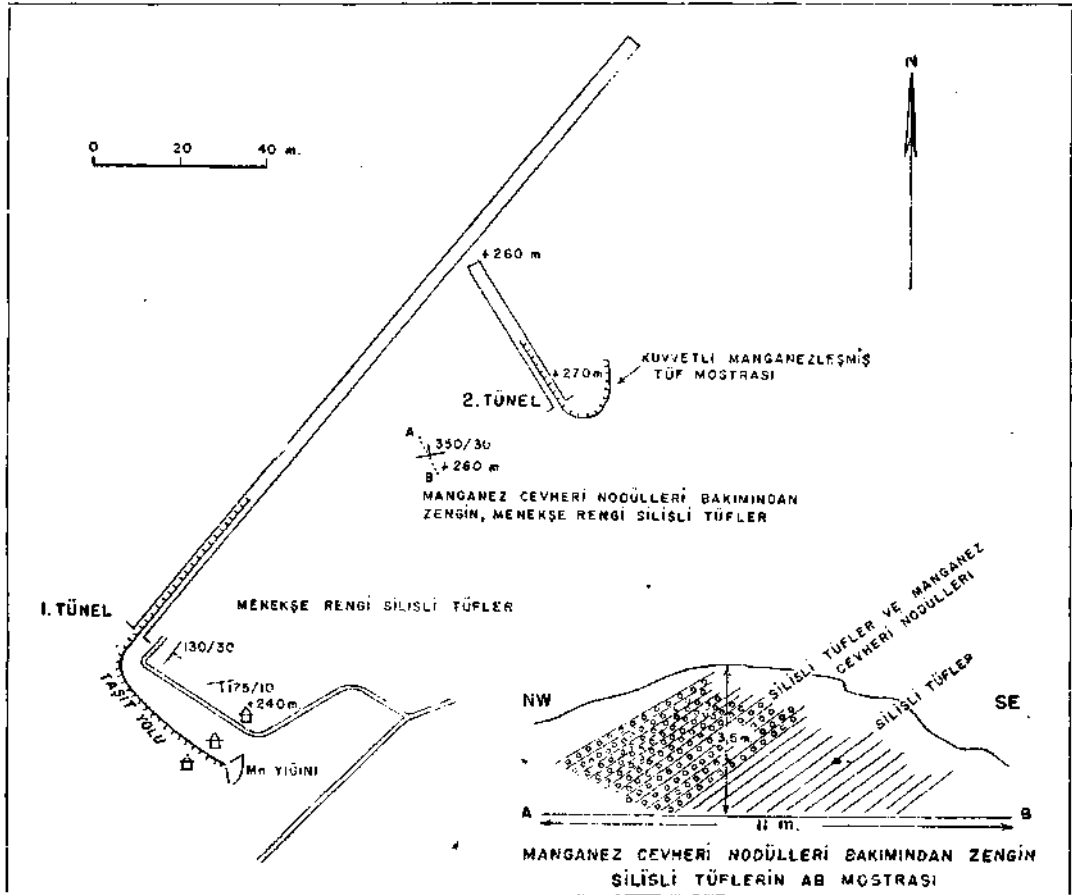 N
0 20 40 m.
+260 m
KUVVETLİ MANGANEZLEŞMİŞ
TÜF MOSTRASI
+270m
2. TÜNEL
A
350/30
+260 m
B
MANGANEZ CEVHERİ NODÜLLERİ BAKIMINDAN
ZENGİN, MENEKŞE RENGİ SİLİSLİ TÜFLER
1. TÜNEL
MENEKŞE RENGİ SİLİSLİ TÜFLER
130/30
175/10
+240m
TAŞIT YOLU
Mn YIĞINI
SİLİSLİ TÜFLER VE MANGANEZ
CEVHERİ NODÜLLERİ
SİLİSLİ TÜFLER
NW
SE
3,5 m
A
B
11 m.
MANGANEZ CEVHERİ NODÜLLERİ BAKIMINDAN ZENGİN
SİLİSLİ TÜFLERİN AB MOSTRASI